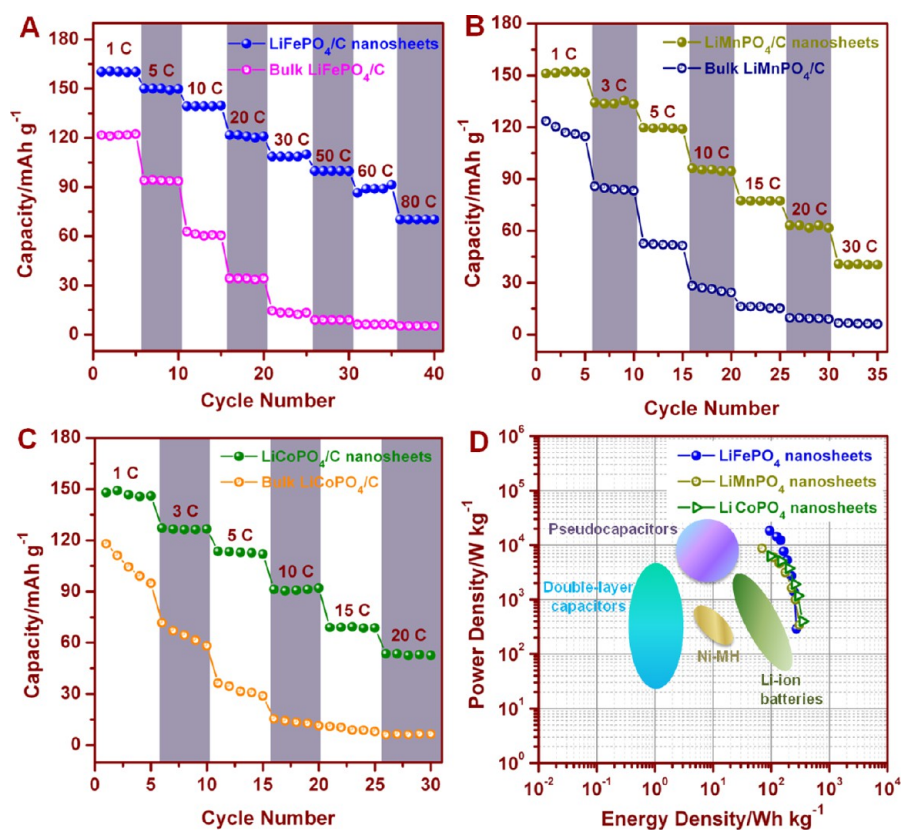 A
180
150
120
90
60
30
0
Capacity/mAh g⁻¹
1 C
5 C
10 C
20 C
30 C
50 C
60 C
80 C
LiFePO₄/C nanosheets
Bulk LiFePO₄/C
0 10 20 30 40
Cycle Number
B
180
150
120
90
60
30
0
Capacity/mAh g⁻¹
1 C
3 C
5 C
10 C
15 C
20 C
30 C
LiMnPO₄/C nanosheets
Bulk LiMnPO₄/C
0 5 10 15 20 25 30 35
Cycle Number
C
180
150
120
90
60
30
0
Capacity/mAh g⁻¹
1 C
3 C
5 C
10 C
15 C
20 C
LiCoPO₄/C nanosheets
Bulk LiCoPO₄/C
0 5 10 15 20 25 30
Cycle Number
D
10⁶
10⁵
10⁴
10³
10²
10¹
10⁰
Power Density/W kg⁻¹
LiFePO₄ nanosheets
LiMnPO₄ nanosheets
Li CoPO₄ nanosheets
Pseudocapacitors
Double-layer
capacitors
Ni-MH
Li-ion
batteries
10⁻² 10⁻¹ 10⁰ 10¹ 10² 10³ 10⁴
Energy Density/Wh kg⁻¹